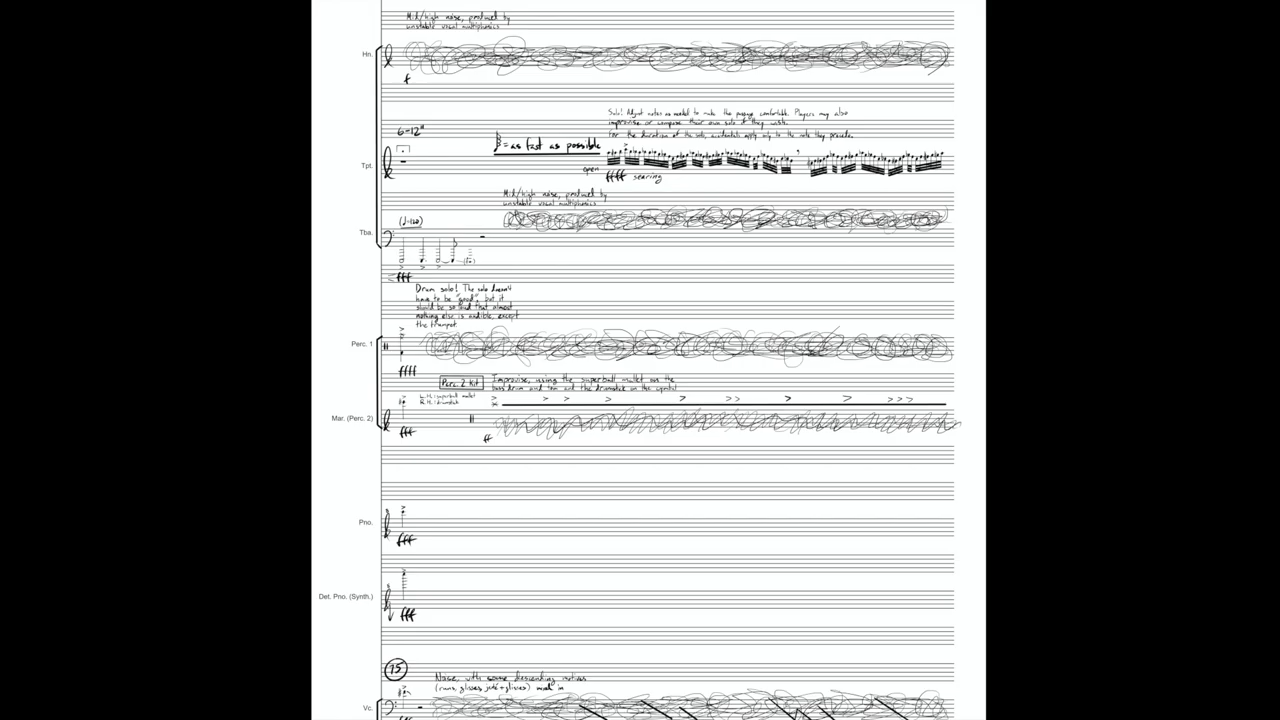 Mid/high noise, produced by
unstable vocal multiphonics
Hn.
f
Solo! Adjust notes as needed to make the passage comfortable. Players may also
improvise or compose their own solo if they wish.
For the duration of the solo, accidentals apply only to the note they precede.
6-12"
= as fast as possible
Tpt.
open
ffff searing
Mid/high noise, produced by
unstable vocal multiphonics
(♩=120)
Tba.
fff
Drum solo! The solo doesn't
have to be "good", but it
should be so loud that almost
nothing else is audible, except
the trumpet.
Perc. 1
ffff
Perc. 2 Kit
Improvise, using the superball mallet on the
bass drum and tom and the drumstick on the cymbal
L.H.: superball mallet
R.H.: drumstick
Mar. (Perc. 2)
fff
ff
Pno.
fff
Det. Pno. (Synth.)
fff
75
Noise, with some descending motives
(runs, glisses, jeté+glisses) mixed in
Vc.